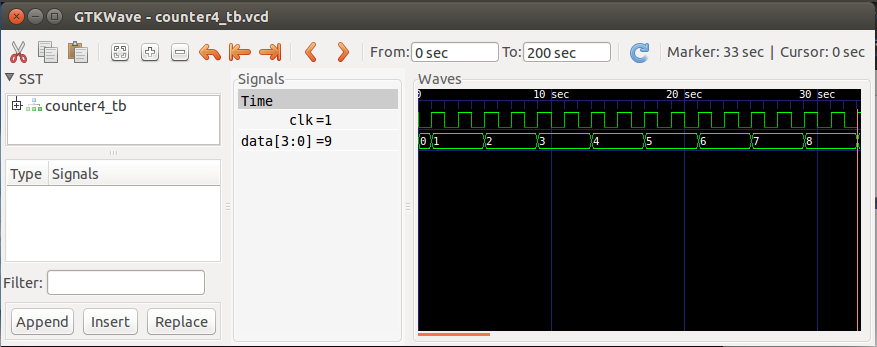 GTKWave - counter4_tb.vcd
From: 0 sec To: 200 sec Marker: 33 sec | Cursor: 0 sec
SST
counter4_tb
Type Signals
Filter:
Append Insert Replace
Signals
Time
clk =1
data[3:0] =9
Waves
0 10 sec 20 sec 30 sec
0 1 2 3 4 5 6 7 8